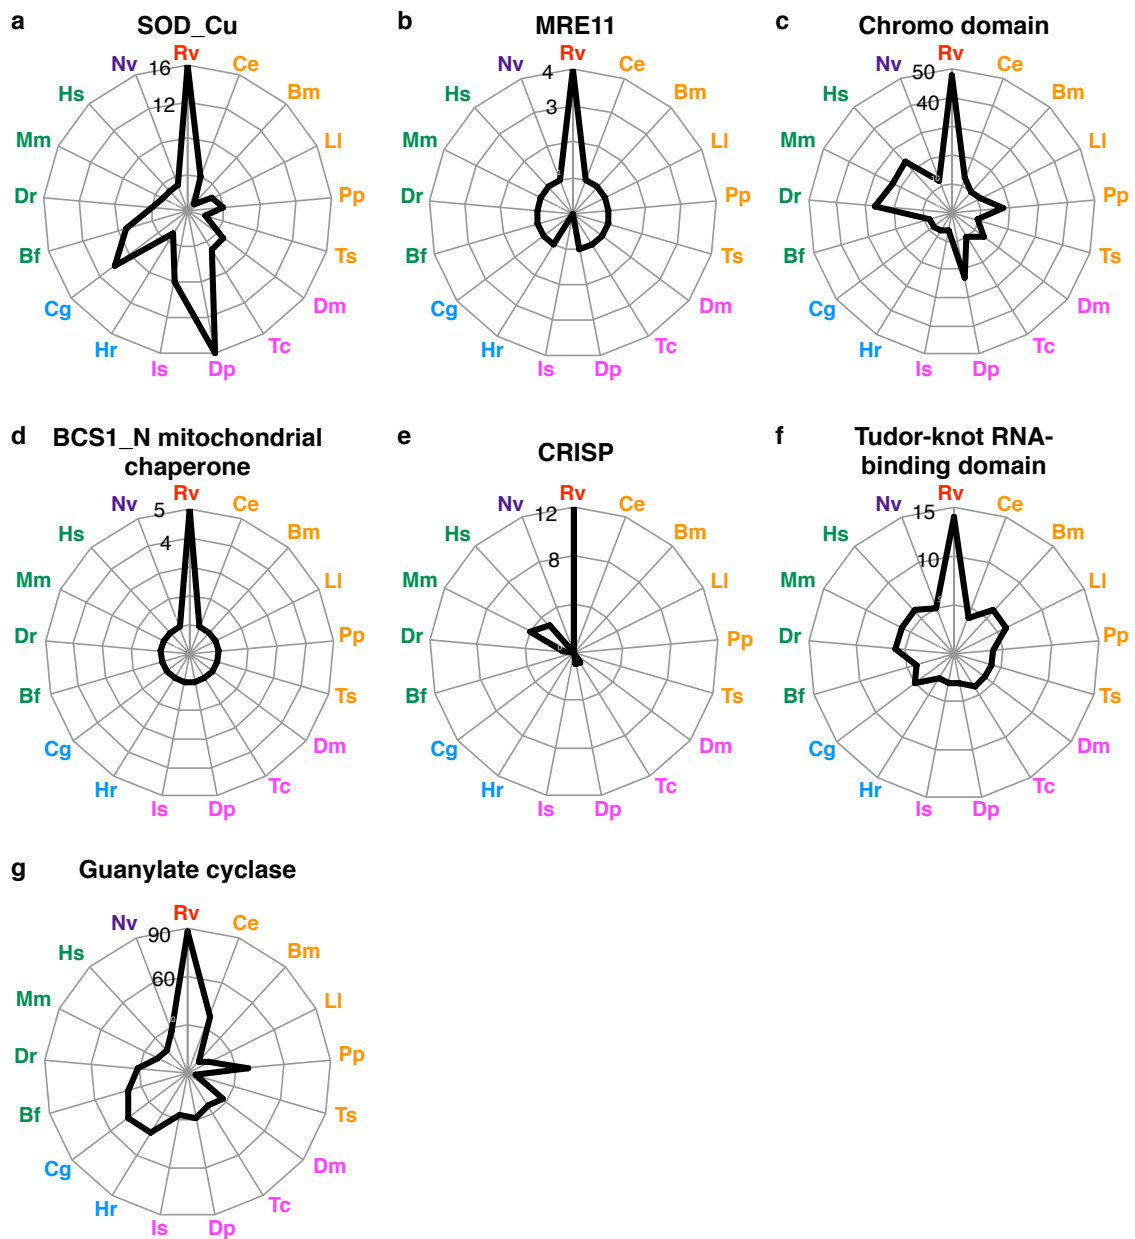 a
SOD_Cu
16
12
Rv
Ce
Bm
Ll
Pp
Ts
Dm
Tc
Dp
Is
Hr
Cg
Bf
Dr
Mm
Hs
Nv
b
MRE11
4
3
Rv
Ce
Bm
Ll
Pp
Ts
Dm
Tc
Dp
Is
Hr
Cg
Bf
Dr
Mm
Hs
Nv
c
Chromo domain
50
40
Rv
Ce
Bm
Ll
Pp
Ts
Dm
Tc
Dp
Is
Hr
Cg
Bf
Dr
Mm
Hs
Nv
d
BCS1_N mitochondrial
chaperone
5
4
Rv
Ce
Bm
Ll
Pp
Ts
Dm
Tc
Dp
Is
Hr
Cg
Bf
Dr
Mm
Hs
Nv
e
CRISP
12
8
Rv
Ce
Bm
Ll
Pp
Ts
Dm
Tc
Dp
Is
Hr
Cg
Bf
Dr
Mm
Hs
Nv
f
Tudor-knot RNA-
binding domain
15
10
Rv
Ce
Bm
Ll
Pp
Ts
Dm
Tc
Dp
Is
Hr
Cg
Bf
Dr
Mm
Hs
Nv
g
Guanylate cyclase
90
60
Rv
Ce
Bm
Ll
Pp
Ts
Dm
Tc
Dp
Is
Hr
Cg
Bf
Dr
Mm
Hs
Nv